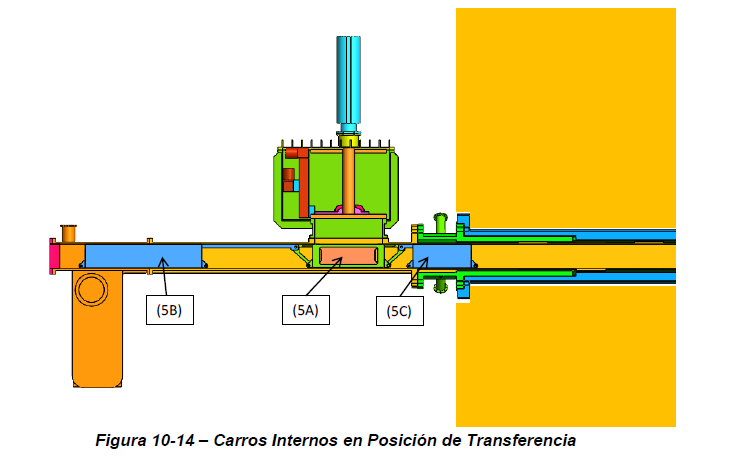 (5B)
(5A)
(5C)
Figura 10-14 – Carros Internos en Posición de Transferencia